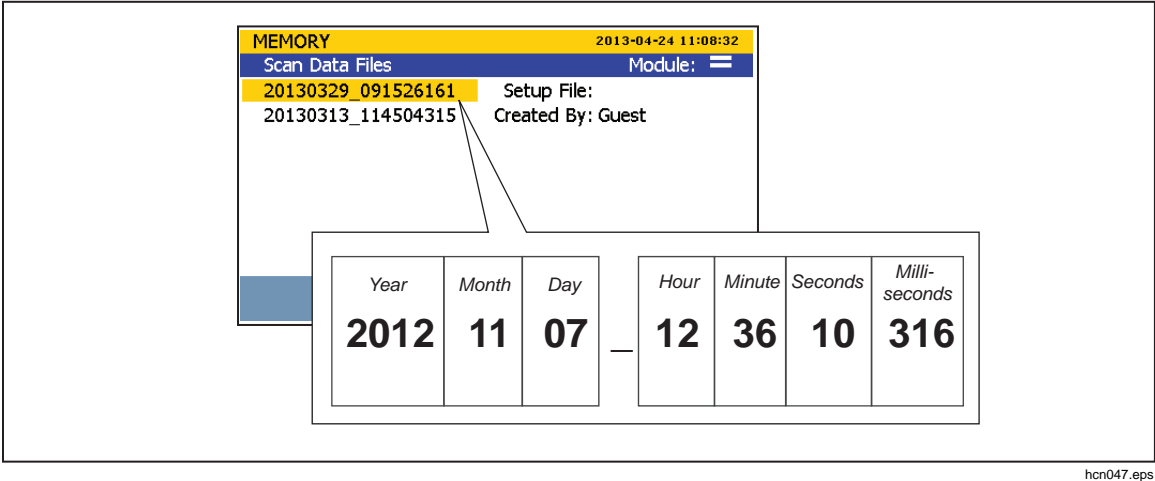 MEMORY 2013-04-24 11:08:32
Scan Data Files Module:
20130329_091526161 Setup File:
20130313_114504315 Created By: Guest
Year Month Day Hour Minute Seconds Milli-
seconds
2012 11 07 _ 12 36 10 316
hcn047.eps